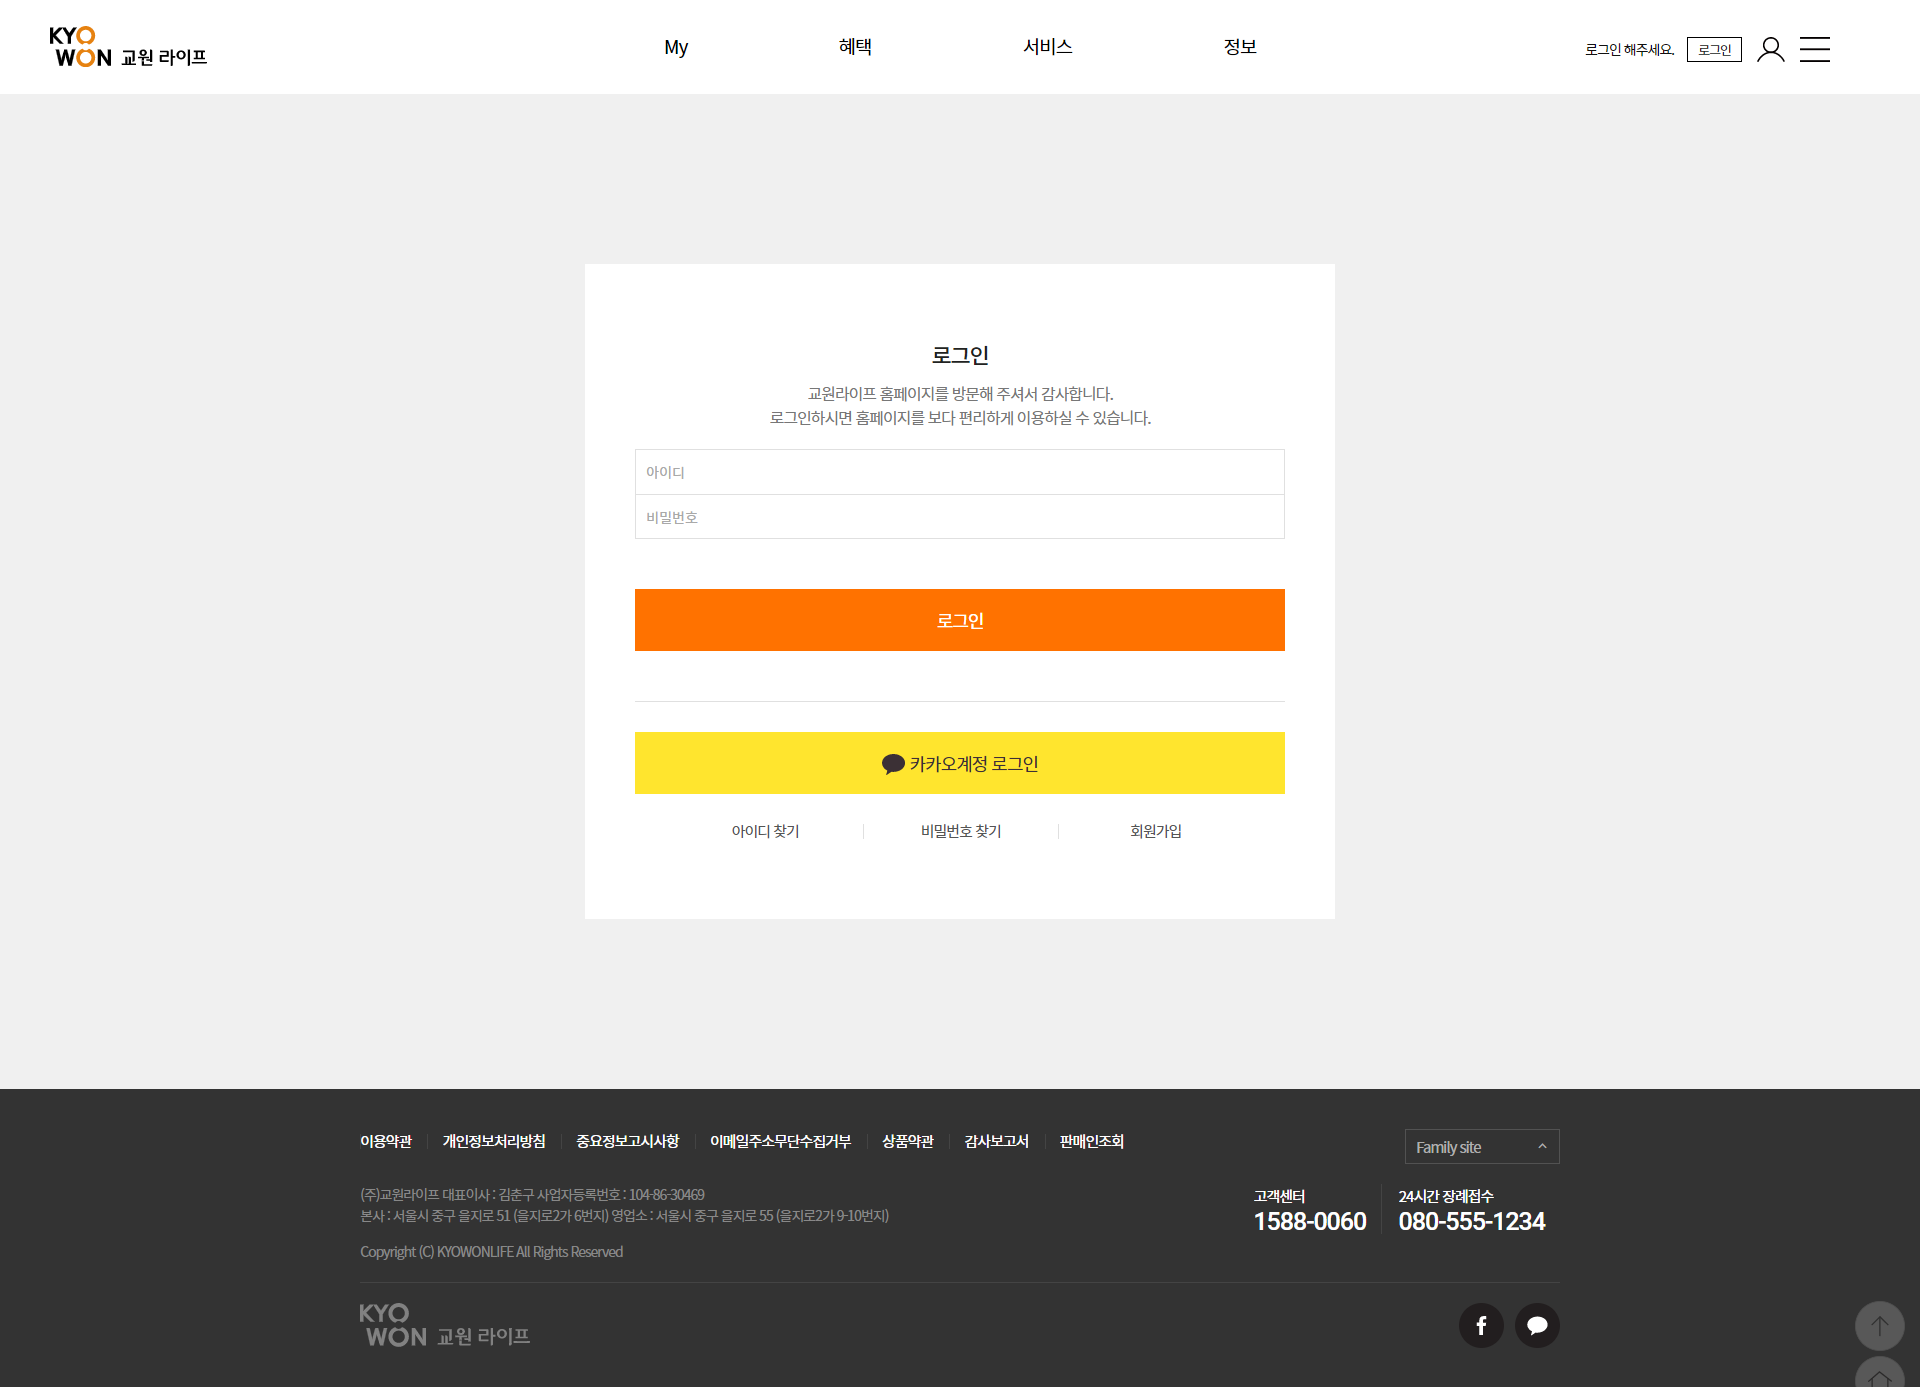 KYO
WON 교원 라이프
My
혜택
서비스
정보
로그인 해주세요.
로그인
로그인
교원라이프 홈페이지를 방문해 주셔서 감사합니다.
로그인하시면 홈페이지를 보다 편리하게 이용하실 수 있습니다.
아이디
비밀번호
로그인
카카오계정 로그인
아이디 찾기
비밀번호 찾기
회원가입
이용약관
개인정보처리방침
중요정보고시사항
이메일주소무단수집거부
상품약관
감사보고서
판매인조회
Family site
(주)교원라이프 대표이사 : 김춘구 사업자등록번호 : 104-86-30469
본사 : 서울시 중구 을지로 51 (을지로2가 6번지) 영업소 : 서울시 중구 을지로 55 (을지로2가 9-10번지)
Copyright (C) KYOWONLIFE All Rights Reserved
고객센터
1588-0060
24시간 장례접수
080-555-1234
KYO
WON 교원 라이프